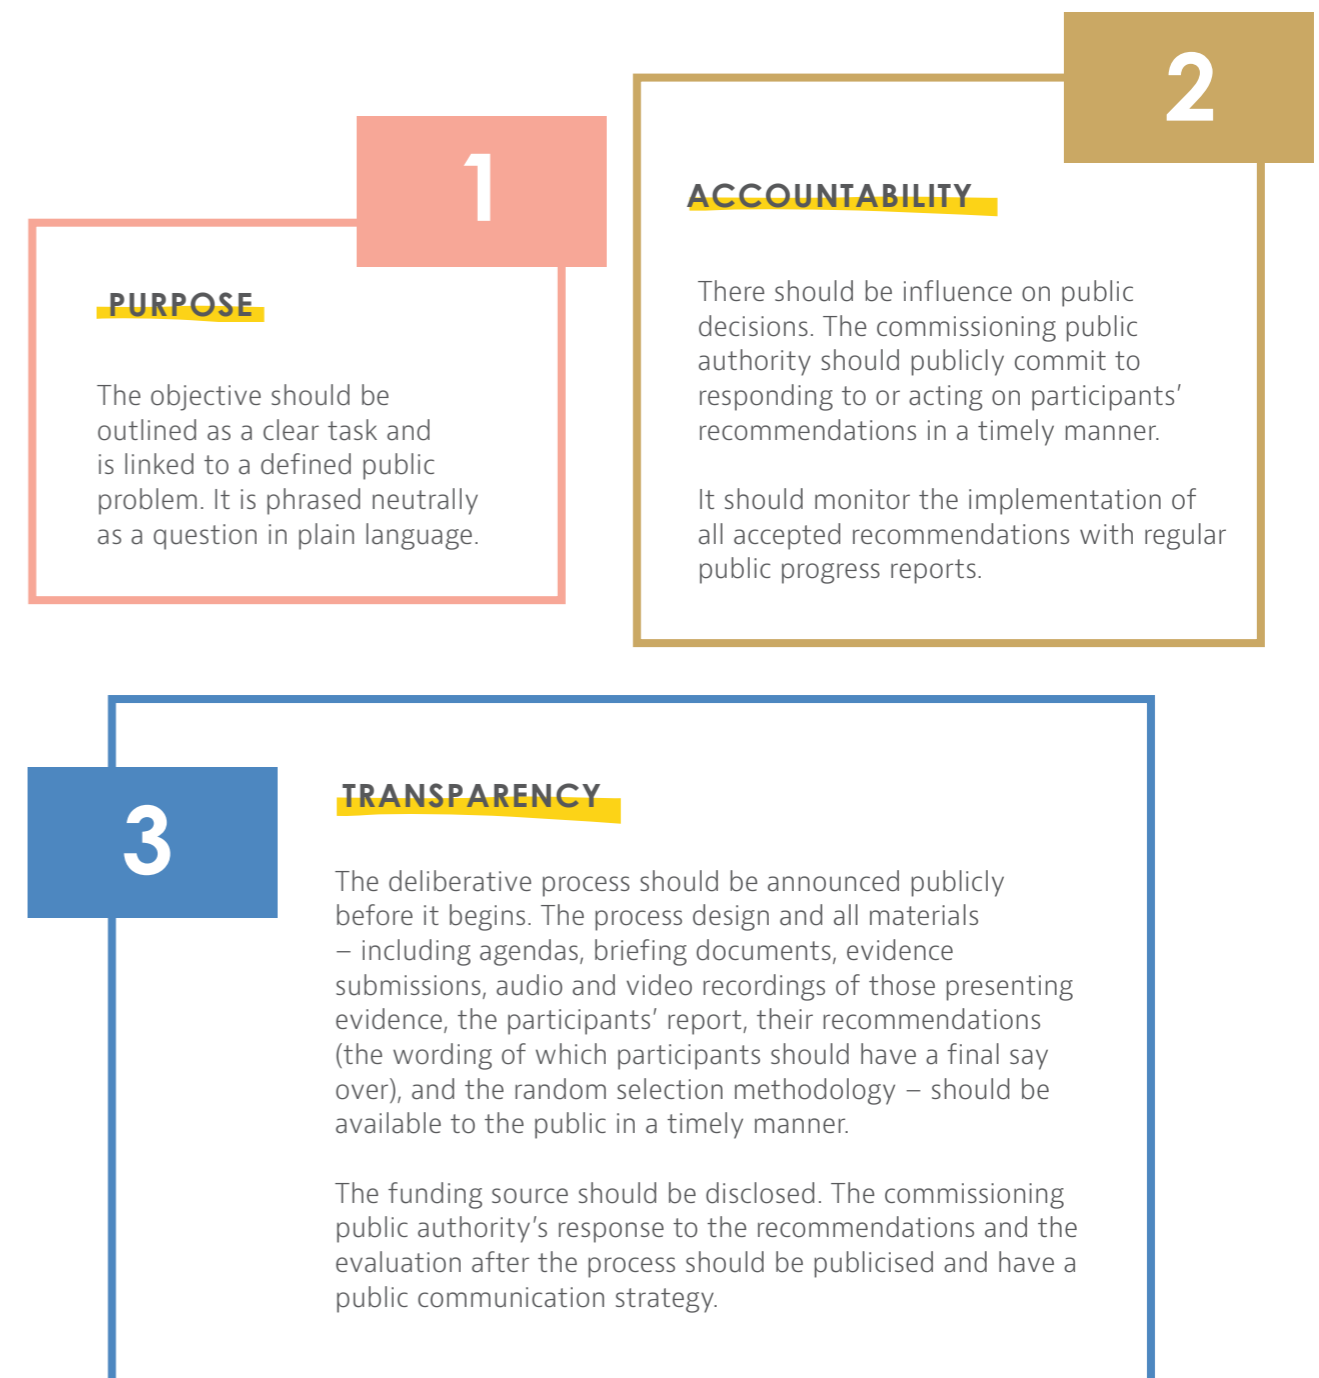 1
PURPOSE
The objective should be
outlined as a clear task and
is linked to a defined public
problem. It is phrased neutrally
as a question in plain language.
2
ACCOUNTABILITY
There should be influence on public
decisions. The commissioning public
authority should publicly commit to
responding to or acting on participants’
recommendations in a timely manner.
It should monitor the implementation of
all accepted recommendations with regular
public progress reports.
3
TRANSPARENCY
The deliberative process should be announced publicly
before it begins. The process design and all materials
– including agendas, briefing documents, evidence
submissions, audio and video recordings of those presenting
evidence, the participants’ report, their recommendations
(the wording of which participants should have a final say
over), and the random selection methodology – should be
available to the public in a timely manner.
The funding source should be disclosed. The commissioning
public authority’s response to the recommendations and the
evaluation after the process should be publicised and have a
public communication strategy.